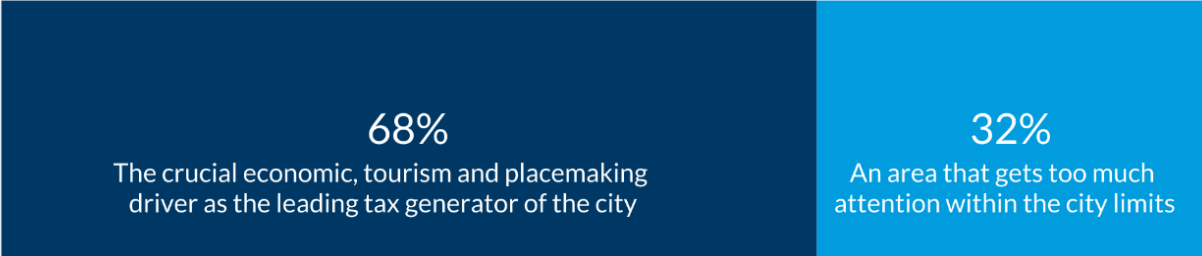 68%
The crucial economic, tourism and placemaking
driver as the leading tax generator of the city
32%
An area that gets too much
attention within the city limits